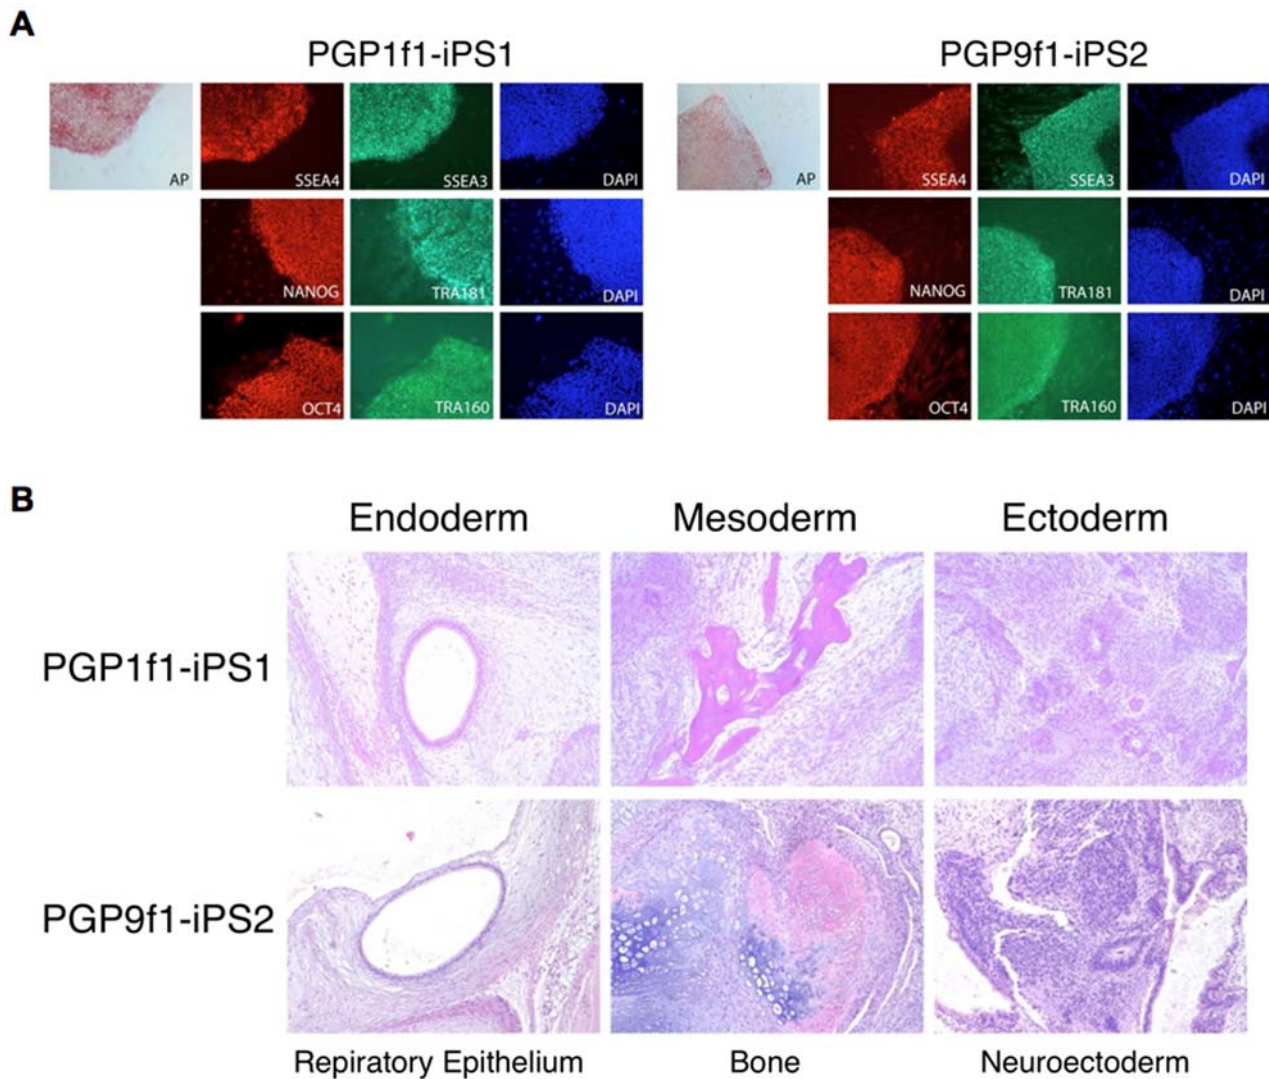 A
PGP1f1-iPS1
PGP9f1-iPS2
AP
SSEA4
SSEA3
DAPI
AP
SSEA4
SSEA3
DAPI
NANOG
TRA181
DAPI
NANOG
TRA181
DAPI
OCT4
TRA160
DAPI
OCT4
TRA160
DAPI
B
Endoderm
Mesoderm
Ectoderm
PGP1f1-iPS1
PGP9f1-iPS2
Repiratory Epithelium
Bone
Neuroectoderm